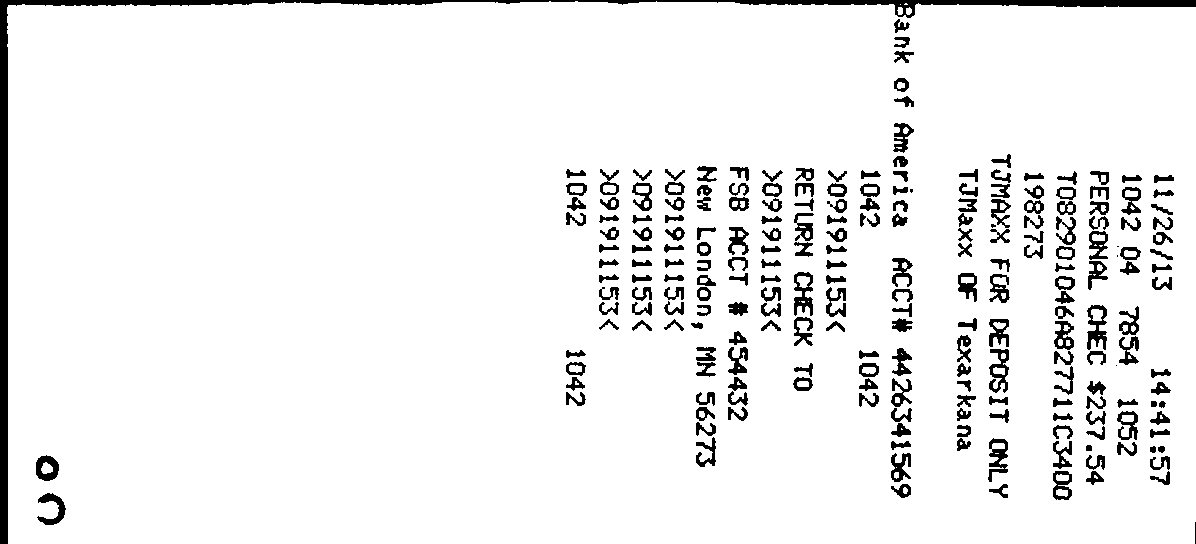 11/26/13 14:41:57
1042 04 7854 1052
PERSONAL CHEC $237.54
T082901046A827711C3400
198273
TJMAXX FOR DEPOSIT ONLY
TJMaxx OF Texarkana
Bank of America ACCT# 4426341569
1042 1042
>091911153<
RETURN CHECK TO
>091911153<
FSB ACCT # 454432
New London, MN 56273
>091911153<
>091911153<
>091911153<
1042 1042